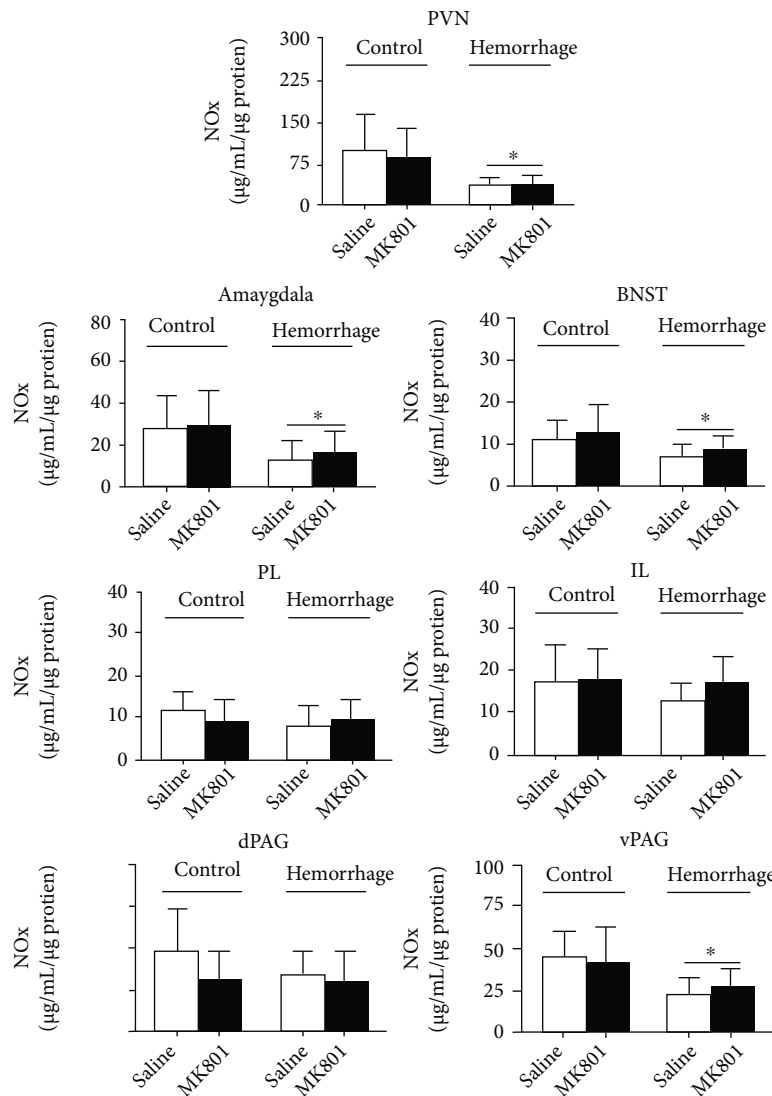 PVN
300
225
150
75
0
NOx
(µg/mL/µg protien)
Control
Hemorrhage
*
Saline
MK801
Saline
MK801
Amaygdala
80
60
40
20
0
NOx
(µg/mL/µg protien)
Control
Hemorrhage
*
Saline
MK801
Saline
MK801
BNST
40
30
20
10
0
NOx
(µg/mL/µg protien)
Control
Hemorrhage
*
Saline
MK801
Saline
MK801
PL
40
30
20
10
0
NOx
(µg/mL/µg protien)
Control
Hemorrhage
Saline
MK801
Saline
MK801
IL
40
30
20
10
0
NOx
(µg/mL/µg protien)
Control
Hemorrhage
Saline
MK801
Saline
MK801
dPAG
NOx
(µg/mL/µg protien)
Control
Hemorrhage
Saline
MK801
Saline
MK801
vPAG
100
75
50
25
0
NOx
(µg/mL/µg protien)
Control
Hemorrhage
*
Saline
MK801
Saline
MK801